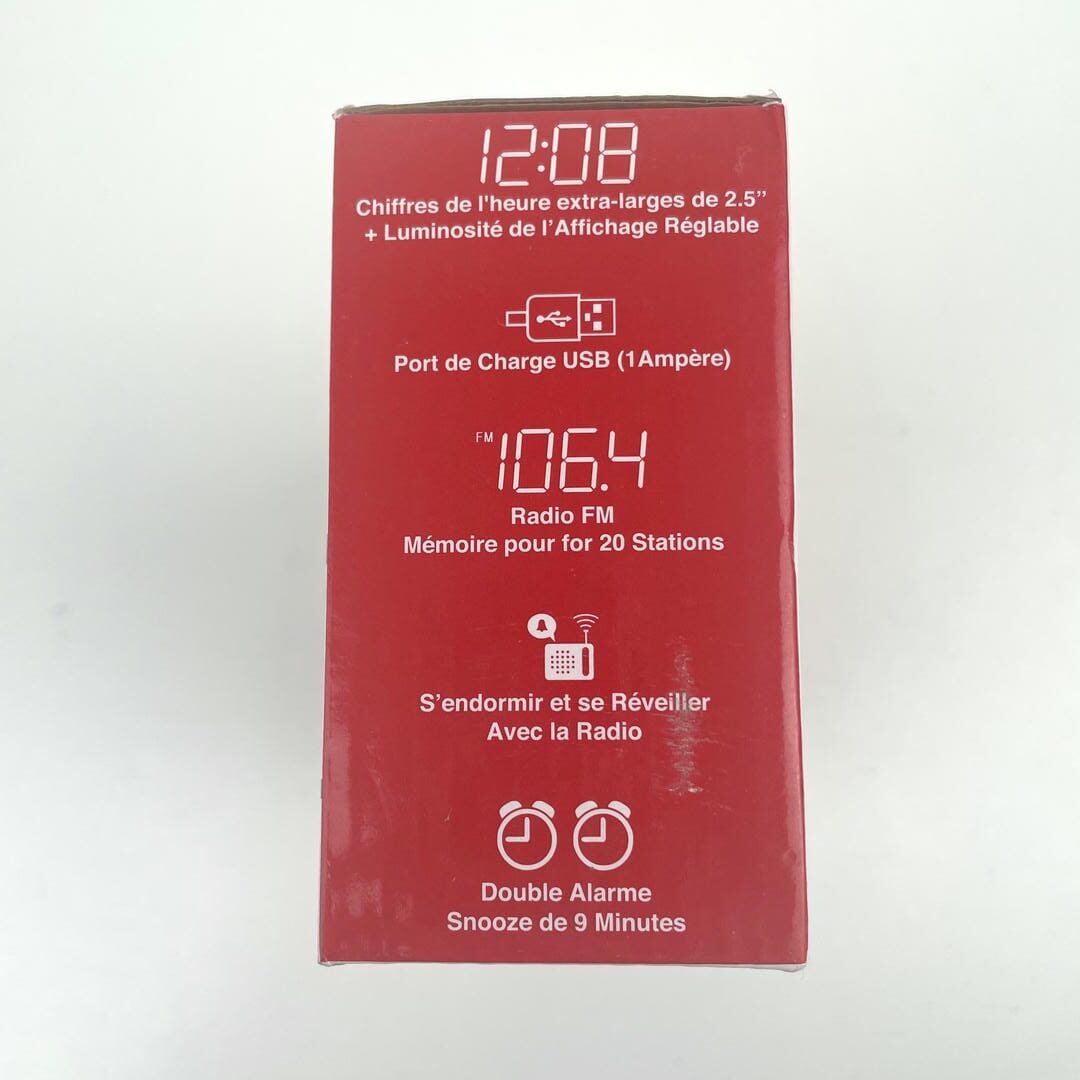 12:08
Chiffres de l'heure extra-larges de 2.5”
+ Luminosité de l’Affichage Réglable
Port de Charge USB (1Ampère)
FM 106.4
Radio FM
Mémoire pour for 20 Stations
S’endormir et se Réveiller
Avec la Radio
Double Alarme
Snooze de 9 Minutes